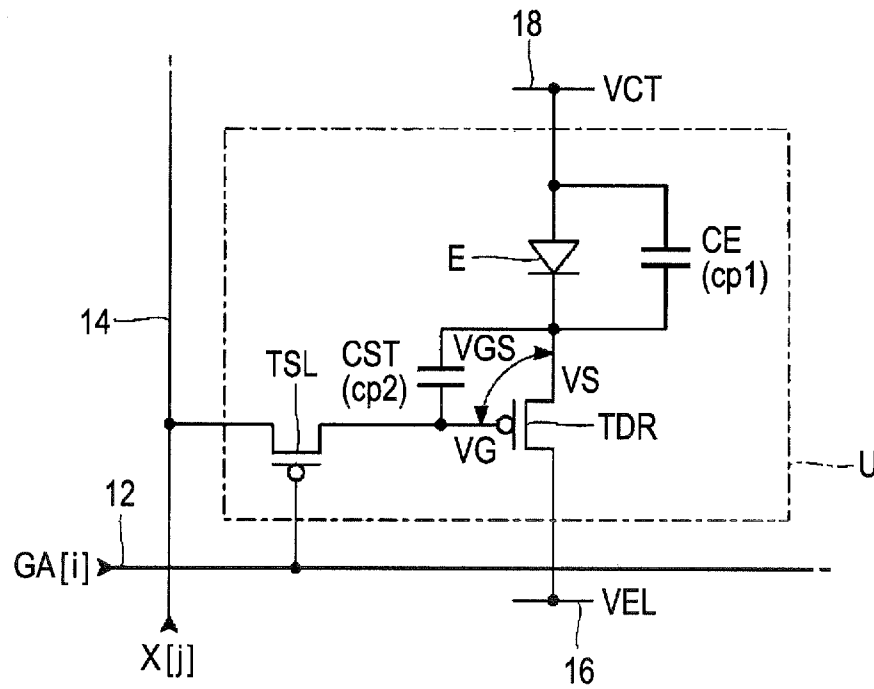 18
VCT
E
CE
(cp1)
14
TSL
CST
(cp2)
VGS
VS
VG
TDR
U
12
GA[i]
VEL
16
X[j]